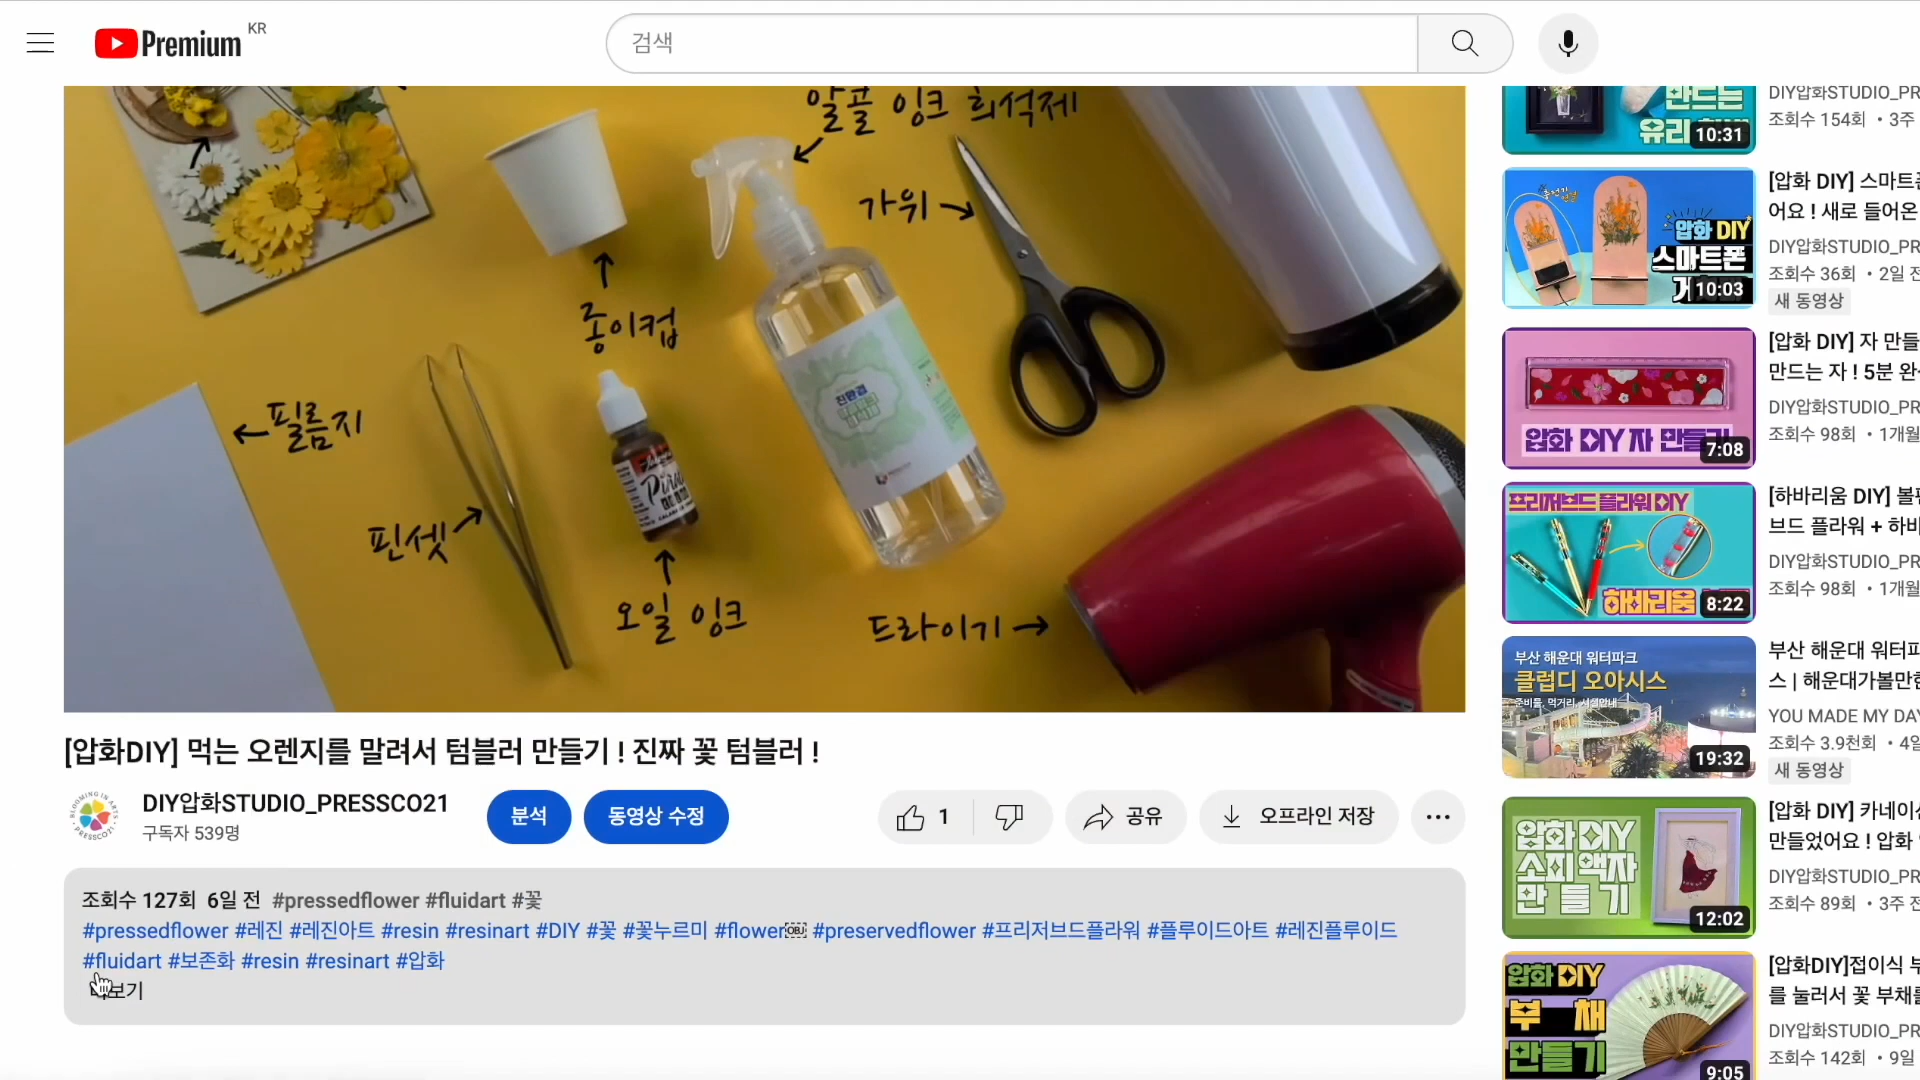 Premium KR
검색
알콜 잉크 희석제
가위
종이컵
필름지
핀셋
친환경
오일 잉크
드라이기
[압화DIY] 먹는 오렌지를 말려서 텀블러 만들기 ! 진짜 꽃 텀블러 !
DIY압화STUDIO_PRESSCO21
구독자 539명
분석
동영상 수정
1
공유
오프라인 저장
조회수 127회 6일 전 #pressedflower #fluidart #꽃
#pressedflower #레진 #레진아트 #resin #resinart #DIY #꽃 #꽃누르미 #flower #preservedflower #프리저브드플라워 #플루이드아트 #레진플루이드
#fluidart #보존화 #resin #resinart #압화
더보기
만드는
유리
10:31
DIY압화STUDIO_PR
조회수 154회 • 3주
압화 DIY
스마트폰
10:03
[압화 DIY] 스마트폰
어요 ! 새로 들어온
DIY압화STUDIO_PR
조회수 36회 • 2일 전
새 동영상
압화 DIY 자 만들기
7:08
[압화 DIY] 자 만들
만드는 자 ! 5분 완성
DIY압화STUDIO_PR
조회수 98회 • 1개월
프리저브드 플라워 DIY
하바리움
8:22
[하바리움 DIY] 볼펜
브드 플라워 + 하바
DIY압화STUDIO_PR
조회수 98회 • 1개월
부산 해운대 워터파크
클럽디 오아시스
준비물, 먹거리, 시설안내
19:32
부산 해운대 워터파
스 | 해운대가볼만한
YOU MADE MY DAY
조회수 3.9천회 • 4일
새 동영상
압화 DIY
소피 액자
만들기
12:02
[압화 DIY] 카네이션
만들었어요 ! 압화
DIY압화STUDIO_PR
조회수 89회 • 3주 전
압화 DIY
부채
만들기
9:05
[압화DIY]접이식 부
를 눌러서 꽃 부채를
DIY압화STUDIO_PR
조회수 142회 • 9일